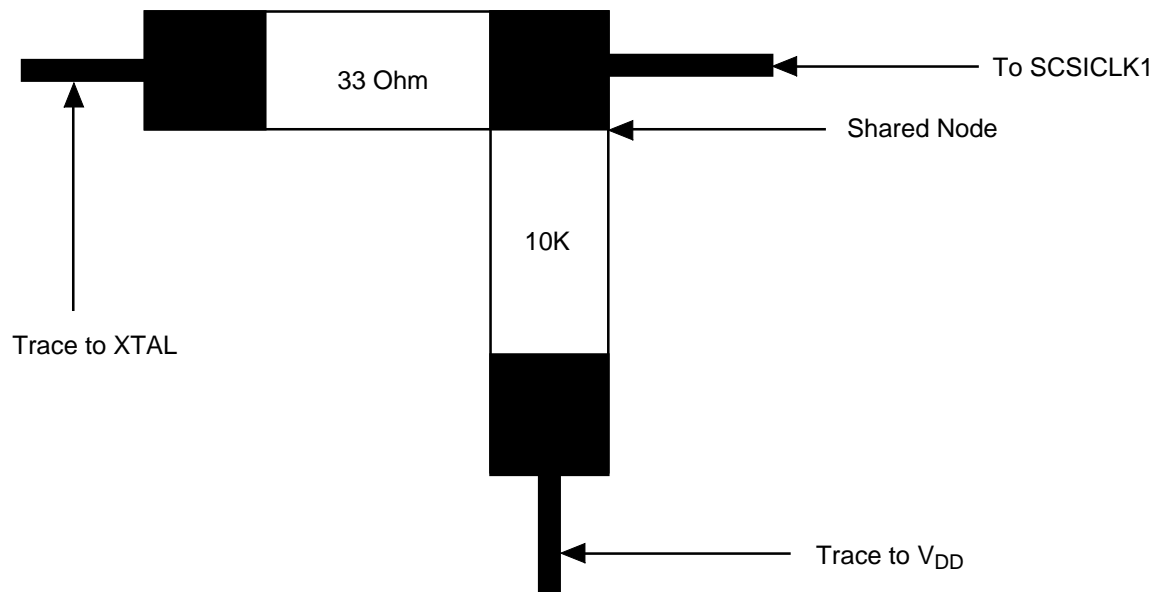 33 Ohm
To SCSICLK1
Shared Node
10K
Trace to XTAL
Trace to VDD